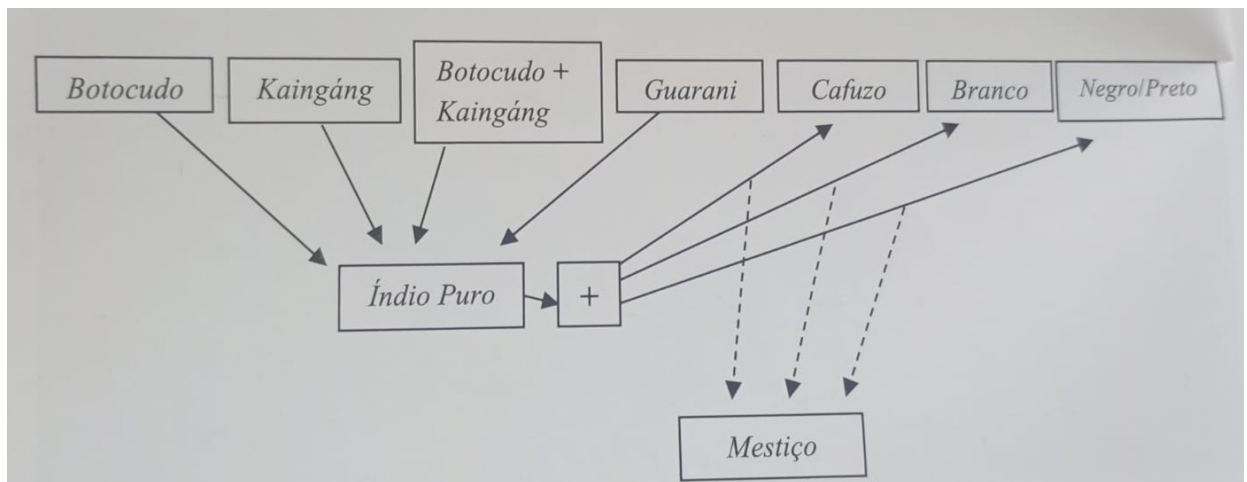 Botocudo
Kaingáng
Botocudo +
Kaingáng
Guarani
Cafuzo
Branco
Negro/Preto
Índio Puro
+
Mestiço